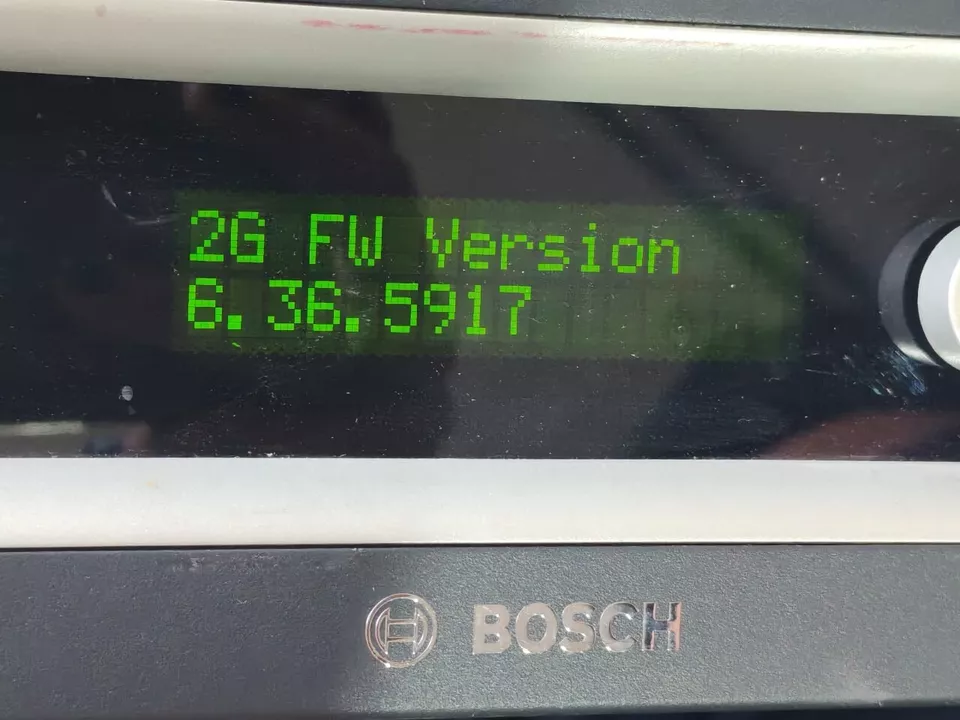 2G FW Version
6.36.5917
BOSCH